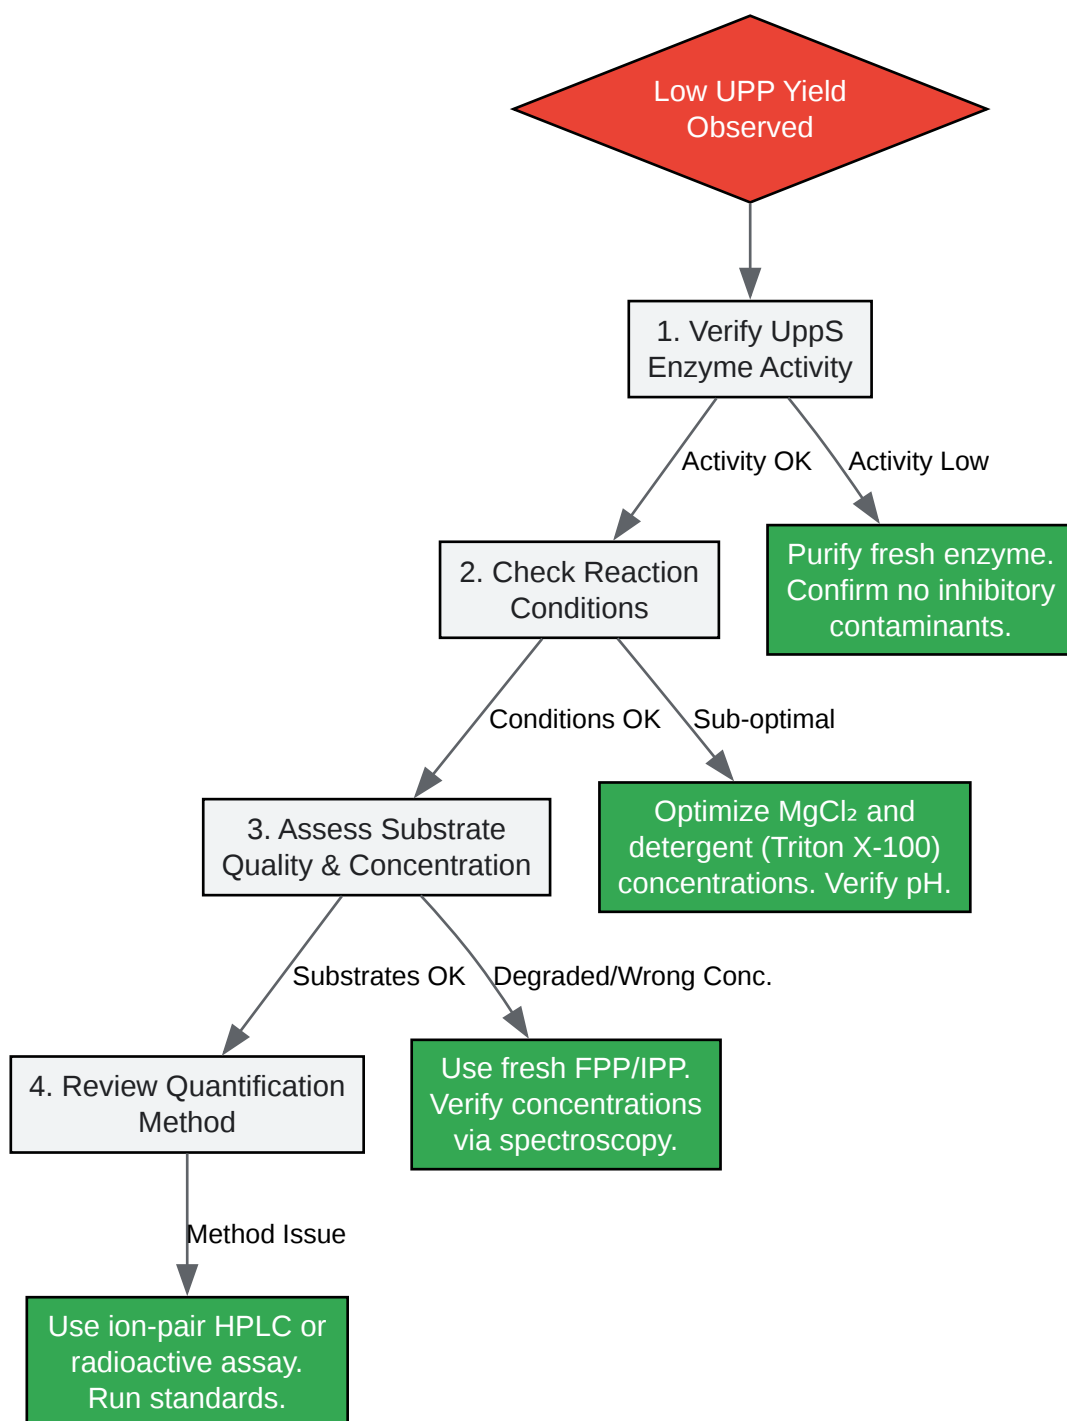 Low UPP Yield
Observed
1. Verify UppS
Enzyme Activity
Activity OK
Activity Low
Purify fresh enzyme.
Confirm no inhibitory
contaminants.
2. Check Reaction
Conditions
Conditions OK
Sub-optimal
Optimize MgCl₂ and
detergent (Triton X-100)
concentrations. Verify pH.
3. Assess Substrate
Quality & Concentration
Substrates OK
Degraded/Wrong Conc.
Use fresh FPP/IPP.
Verify concentrations
via spectroscopy.
4. Review Quantification
Method
Method Issue
Use ion-pair HPLC or
radioactive assay.
Run standards.